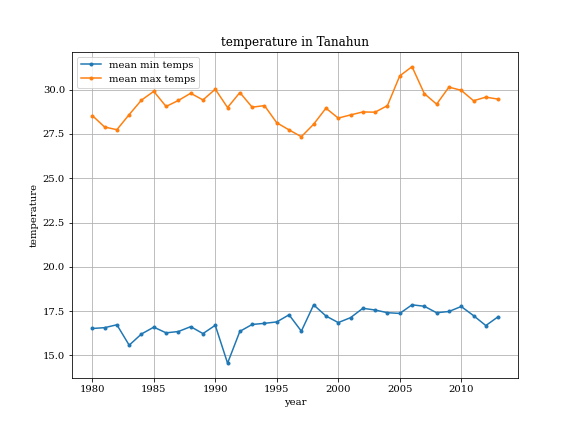 temperature in Tanahun
mean min temps
mean max temps
temperature
30.0
27.5
25.0
22.5
20.0
17.5
15.0
1980 1985 1990 1995 2000 2005 2010
year